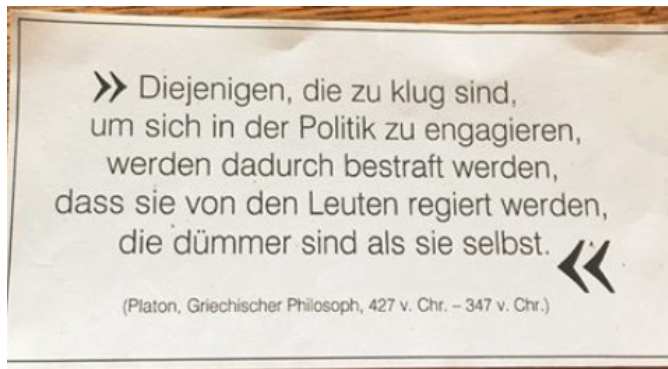 » Diejenigen, die zu klug sind,
um sich in der Politik zu engagieren,
werden dadurch bestraft werden,
dass sie von den Leuten regiert werden,
die dümmer sind als sie selbst. «
(Platon, Griechischer Philosoph, 427 v. Chr. – 347 v. Chr.)